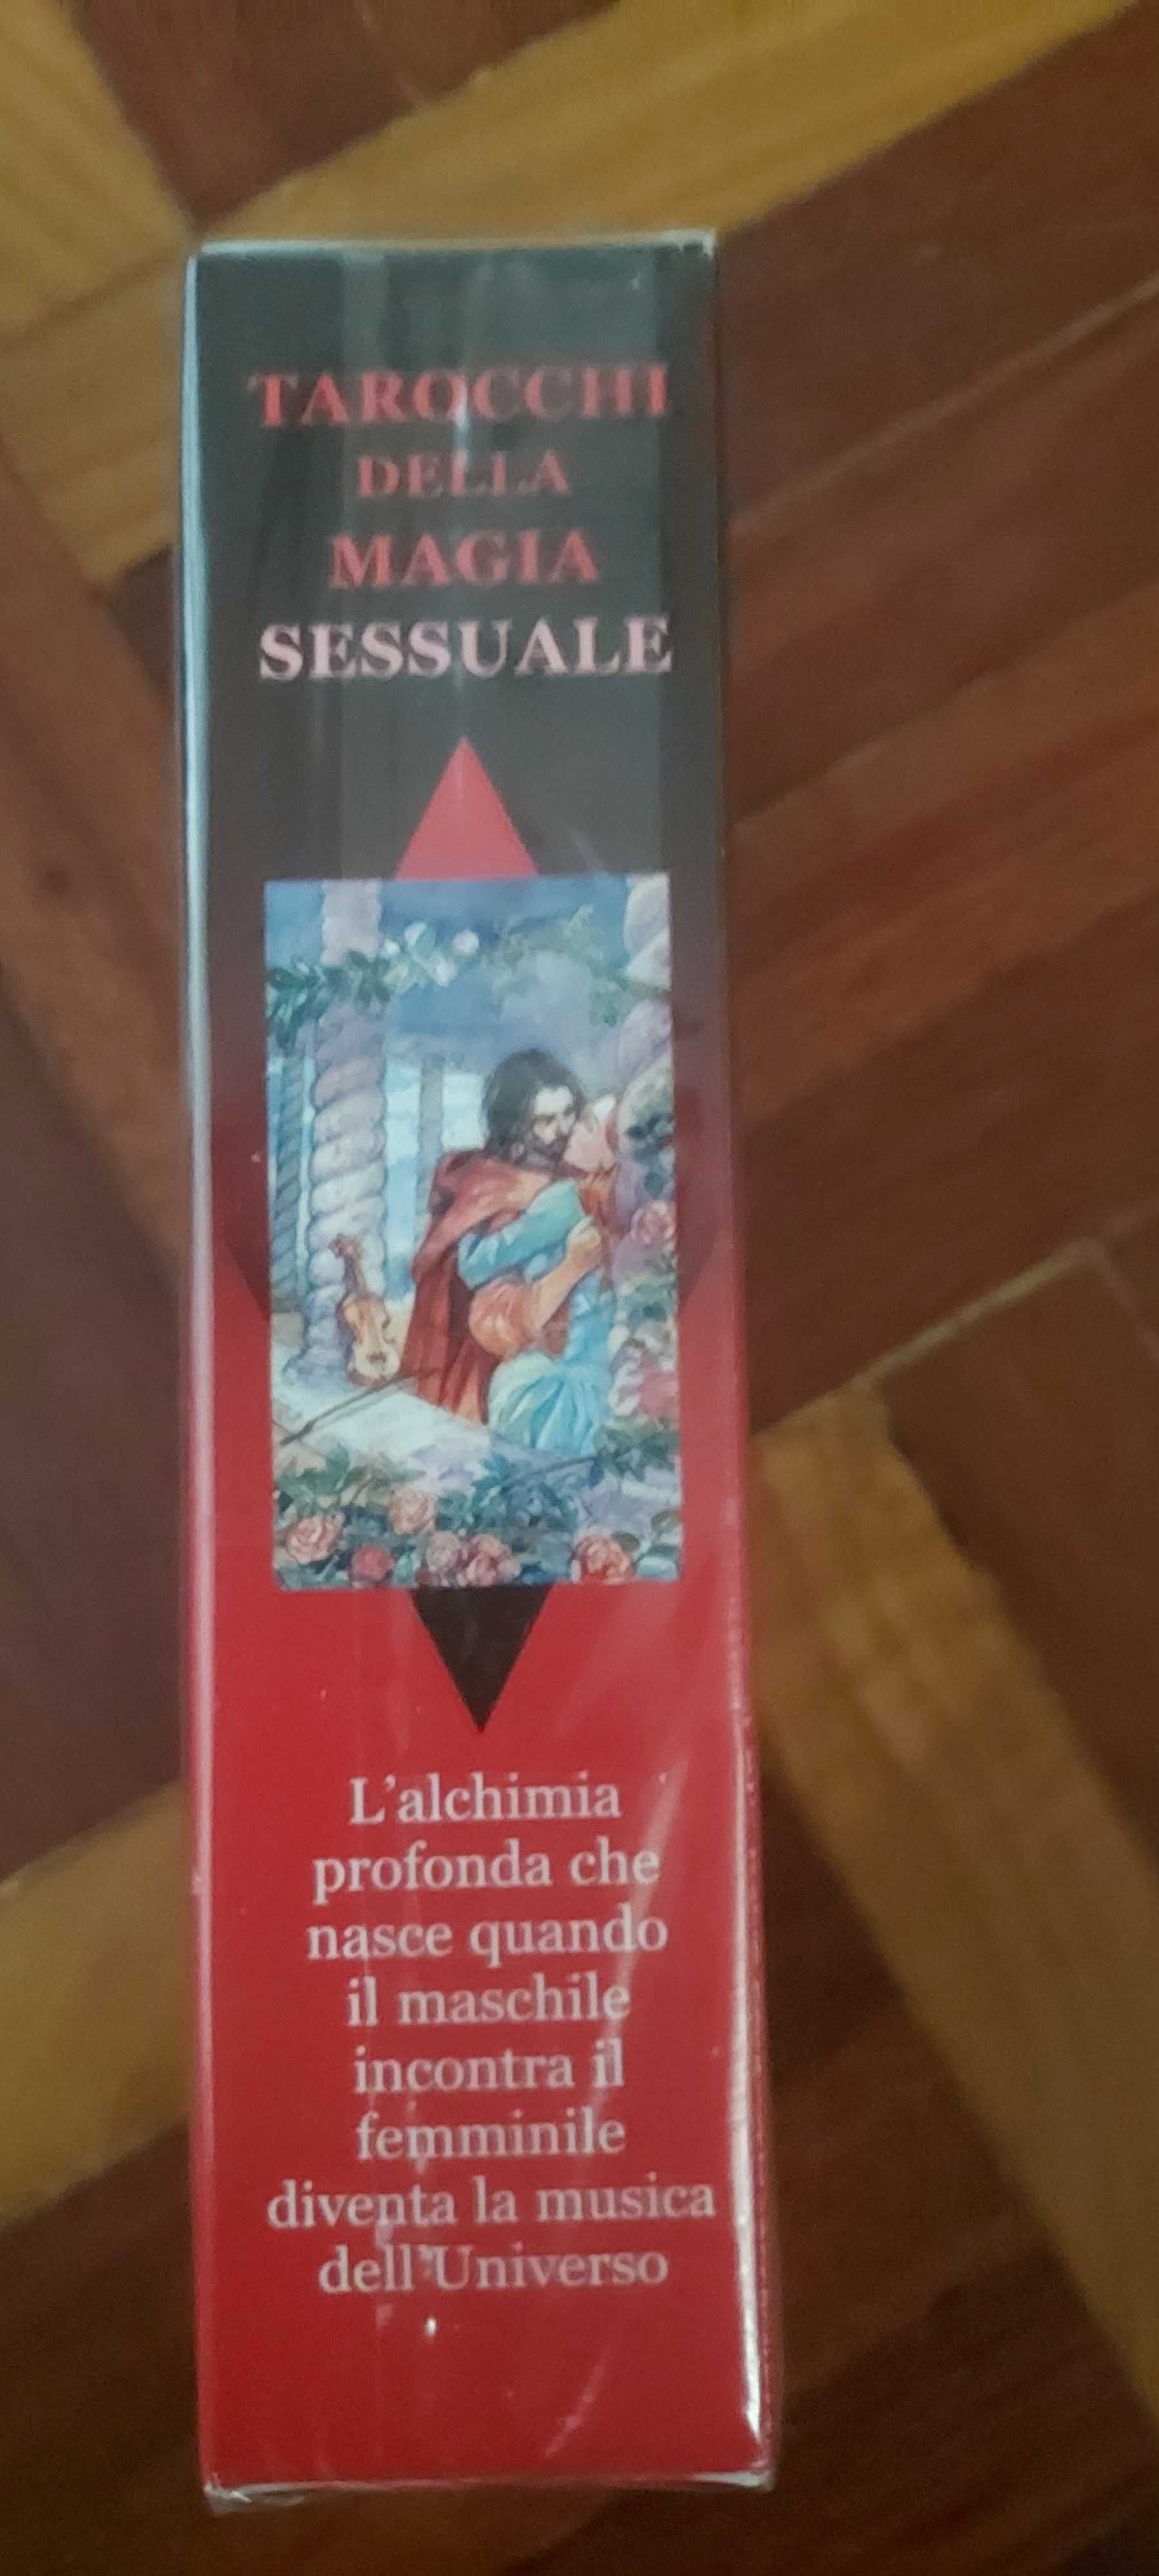 TAROCCHI
DELLA
MAGIA
SESSUALE
L'alchimia
profonda che
nasce quando
il maschile
incontra il
femminile
diventa la musica
dell'Universo